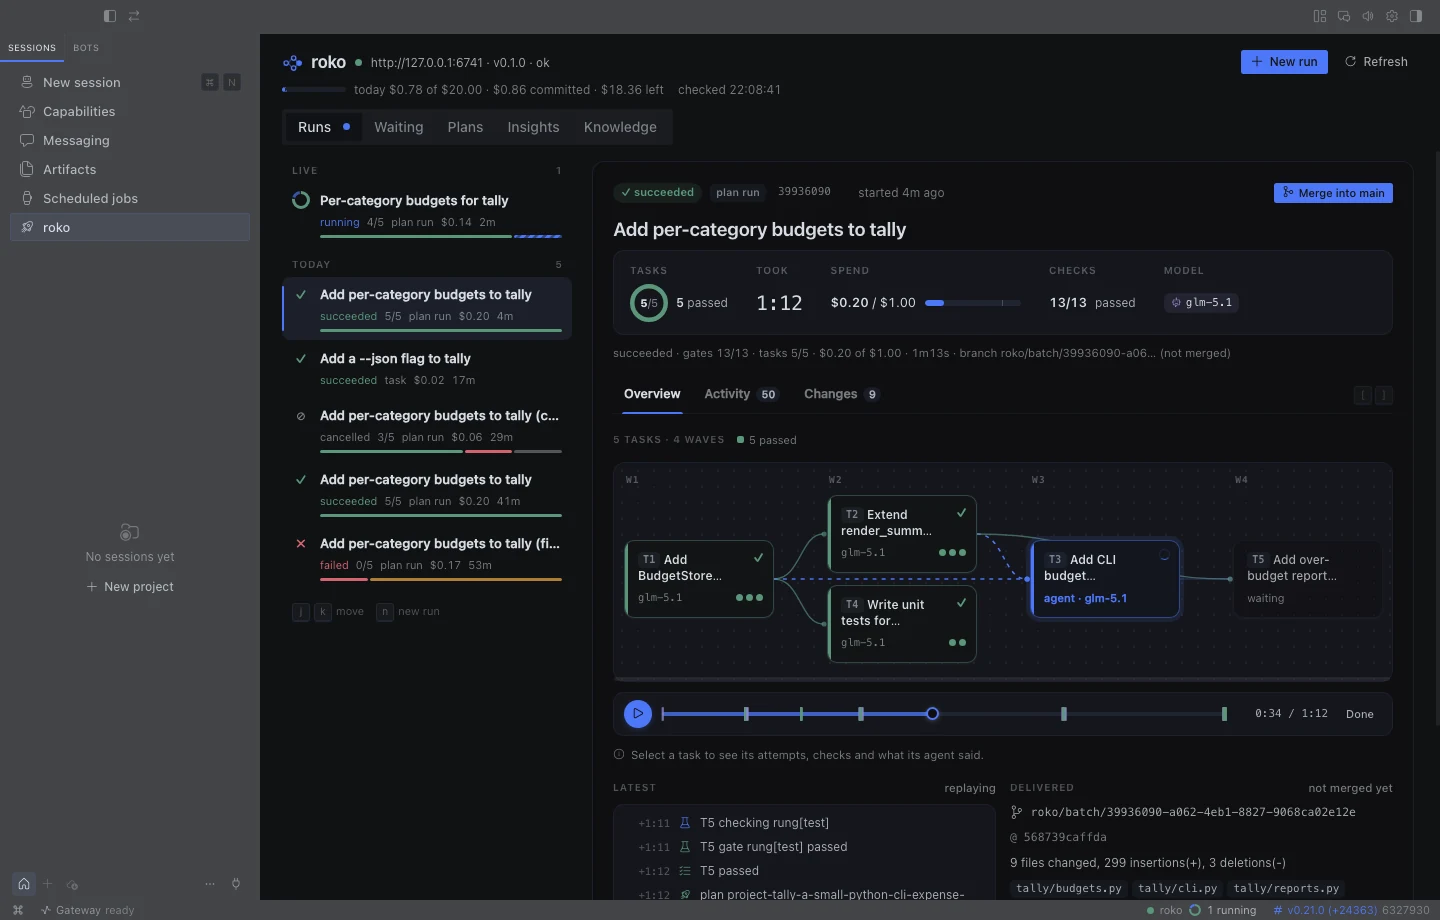 SESSIONS BOTS
New session ⌘ N
Capabilities
Messaging
Artifacts
Scheduled jobs
roko
No sessions yet
+ New project
Gateway ready
roko http://127.0.0.1:6741 · v0.1.0 · ok
+ New run Refresh
today $0.78 of $20.00 · $0.86 committed · $18.36 left checked 22:08:41
Runs Waiting Plans Insights Knowledge
LIVE 1
Per-category budgets for tally
running 4/5 plan run $0.14 2m
TODAY 5
Add per-category budgets to tally
succeeded 5/5 plan run $0.20 4m
Add a --json flag to tally
succeeded task $0.02 17m
Add per-category budgets to tally (c...
cancelled 3/5 plan run $0.06 29m
Add per-category budgets to tally
succeeded 5/5 plan run $0.20 41m
Add per-category budgets to tally (fi...
failed 0/5 plan run $0.17 53m
j k move n new run
succeeded plan run 39936090 started 4m ago
Merge into main
Add per-category budgets to tally
TASKS TOOK SPEND CHECKS MODEL
5/5 5 passed 1:12 $0.20 / $1.00 13/13 passed glm-5.1
succeeded · gates 13/13 · tasks 5/5 · $0.20 of $1.00 · 1m13s · branch roko/batch/39936090-a06... (not merged)
Overview Activity 50 Changes 9 [ ]
5 TASKS · 4 WAVES 5 passed
W1 W2 W3 W4
T1 Add
BudgetStore...
glm-5.1
T2 Extend
render_summ...
glm-5.1
T4 Write unit
tests for...
glm-5.1
T3 Add CLI
budget...
agent · glm-5.1
T5 Add over-
budget report...
waiting
0:34 / 1:12 Done
Select a task to see its attempts, checks and what its agent said.
LATEST replaying
+1:11 T5 checking rung[test]
+1:11 T5 gate rung[test] passed
+1:12 T5 passed
+1:12 plan project-tally-a-small-python-cli-expense-
DELIVERED not merged yet
roko/batch/39936090-a062-4eb1-8827-9068ca02e12e
@ 568739caffda
9 files changed, 299 insertions(+), 3 deletions(-)
tally/budgets.py tally/cli.py tally/reports.py
roko 1 running # v0.21.0 (+24363) 6327930